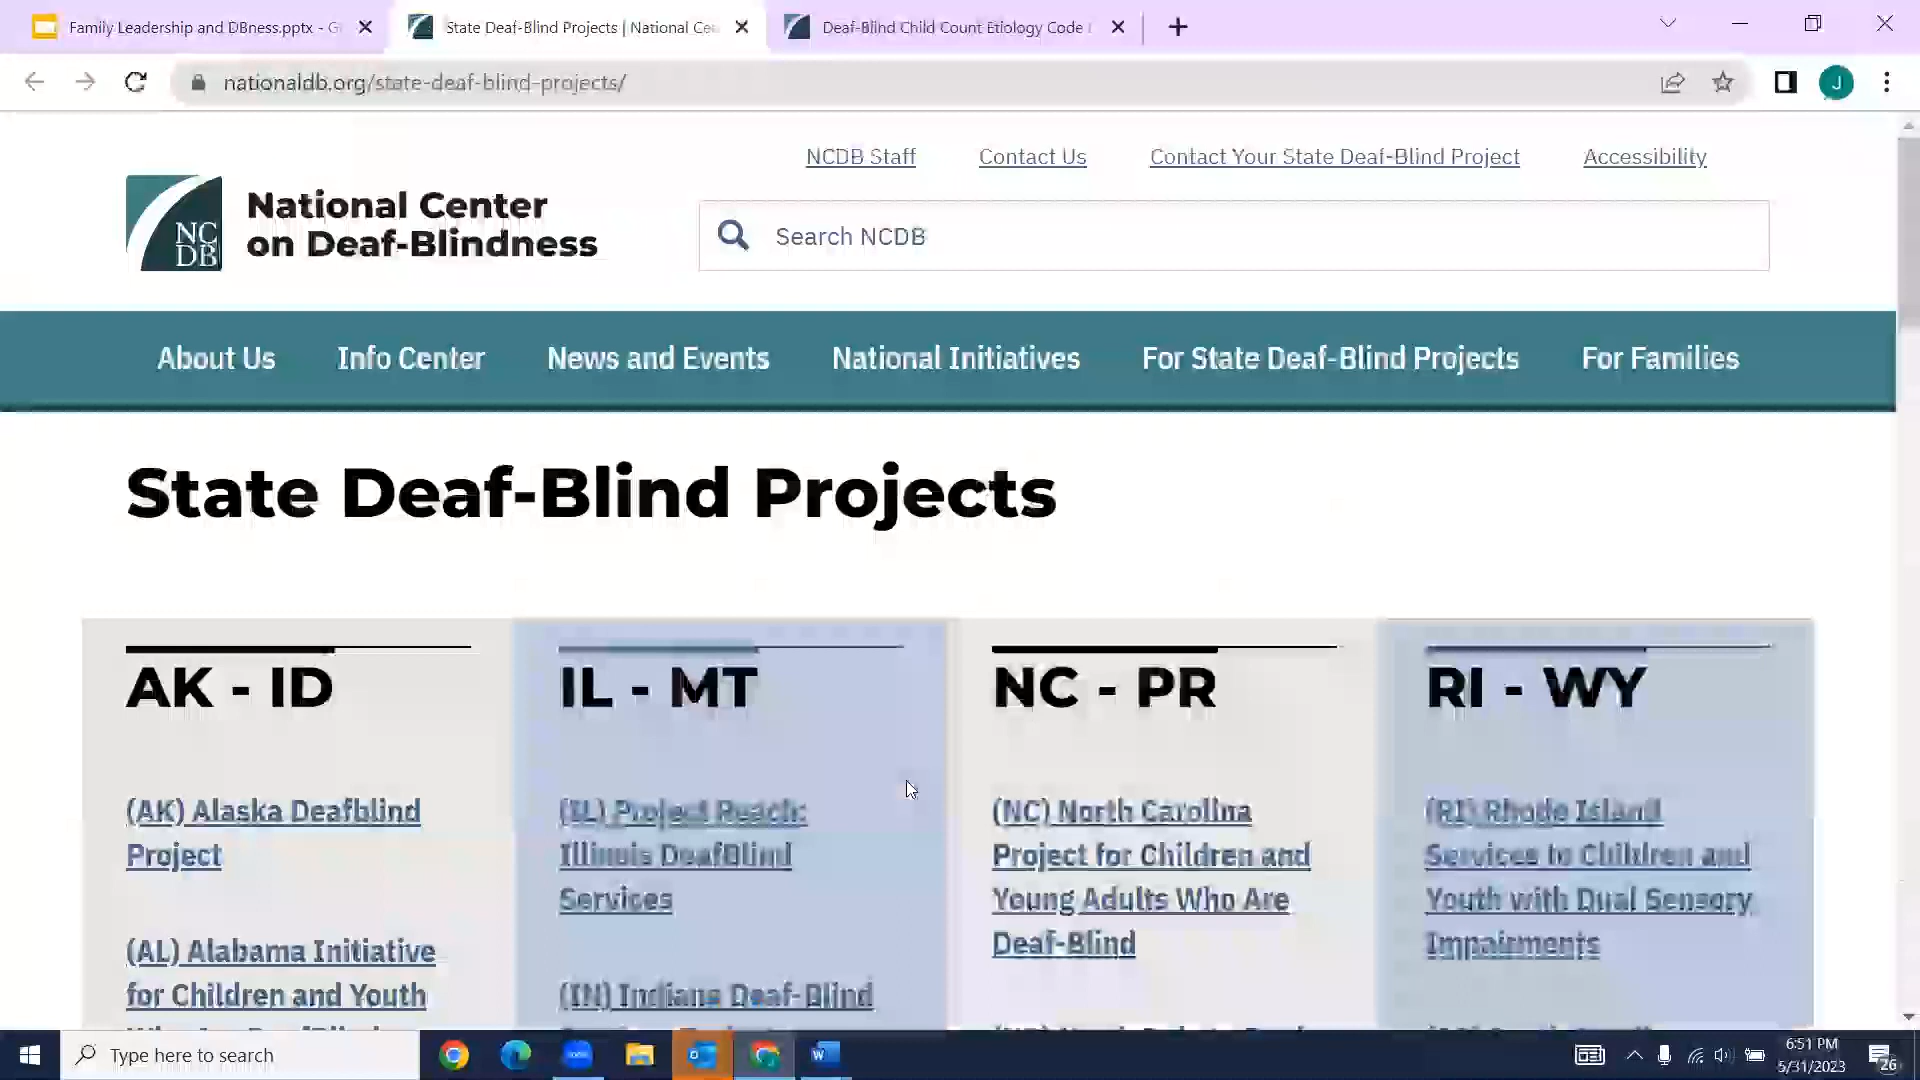 Family Leadership and DBness.pptx - G
State Deaf-Blind Projects | National Ce
Deaf-Blind Child Count Etiology Code
nationaldb.org/state-deaf-blind-projects/
J
NCDB Staff
Contact Us
Contact Your State Deaf-Blind Project
Accessibility
NC
DB
National Center
on Deaf-Blindness
Search NCDB
About Us
Info Center
News and Events
National Initiatives
For State Deaf-Blind Projects
For Families
State Deaf-Blind Projects
AK - ID
(AK) Alaska Deafblind
Project
(AL) Alabama Initiative
for Children and Youth
IL - MT
(IL) Project Reach:
Illinois DeafBlind
Services
(IN) Indiana Deaf-Blind
NC - PR
(NC) North Carolina
Project for Children and
Young Adults Who Are
Deaf-Blind
RI - WY
(RI) Rhode Island
Services to Children and
Youth with Dual Sensory
Impairments
Type here to search
6:51 PM
5/31/2023
26